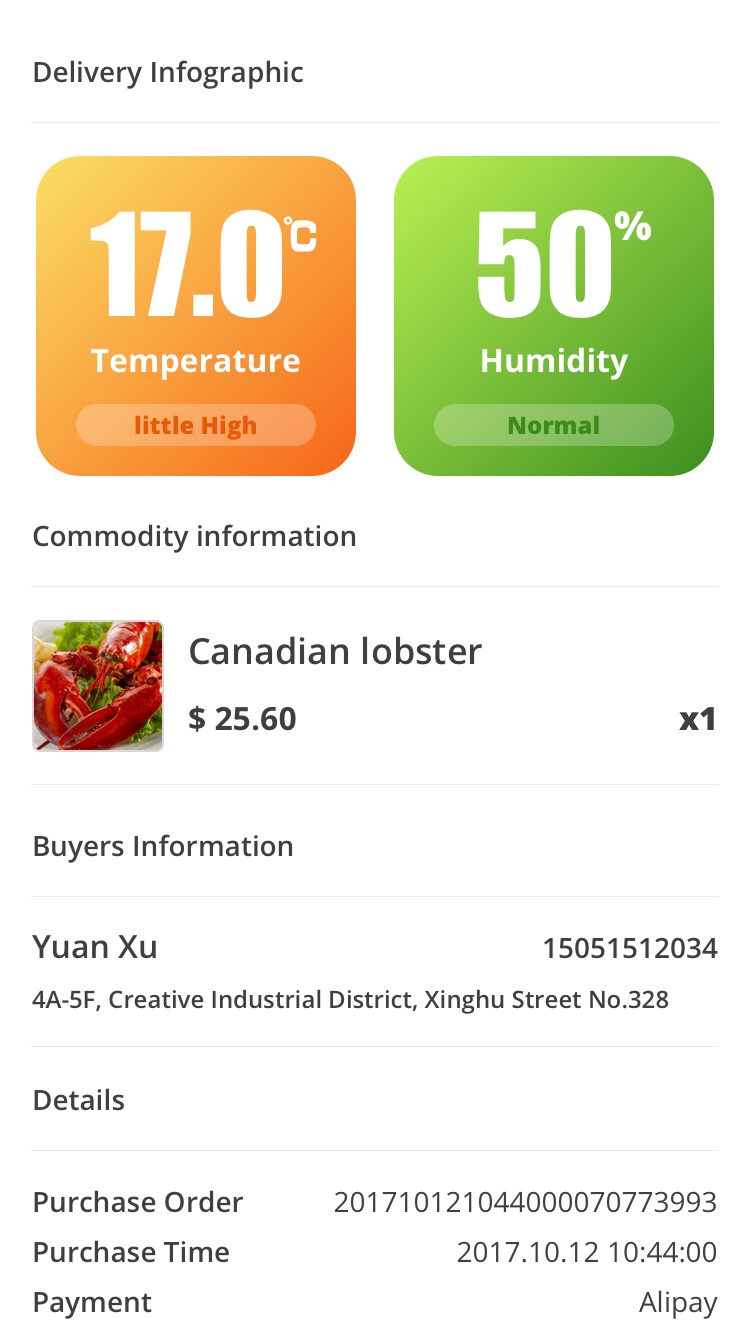 Delivery Infographic
17.0℃
50%
Temperature
Humidity
little High
Normal
Commodity information
Canadian lobster
$ 25.60
x1
Buyers Information
Yuan Xu
15051512034
4A-5F, Creative Industrial District, Xinghu Street No.328
Details
Purchase Order
201710121044000070773993
Purchase Time
2017.10.12 10:44:00
Payment
Alipay